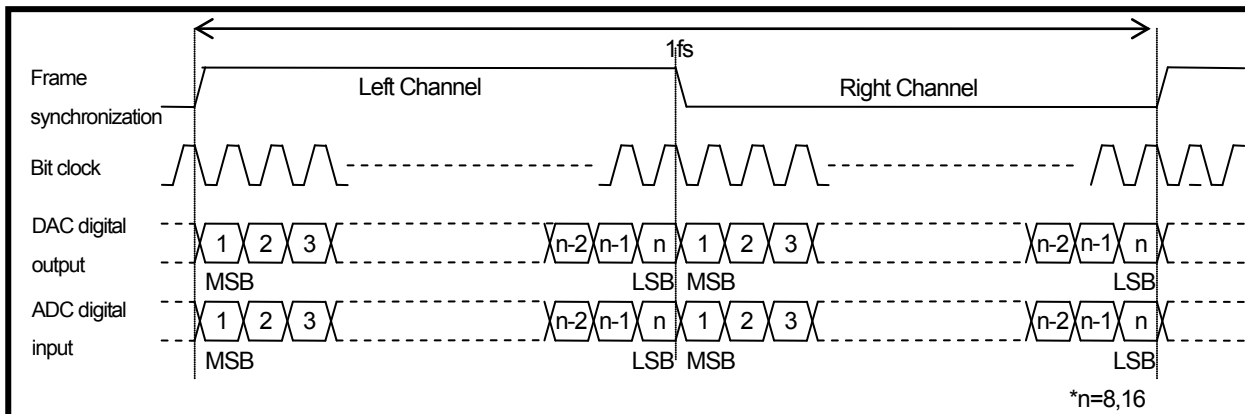 1fs
Frame
synchronization
Left Channel
Right Channel
Bit clock
DAC digital
output
1 2 3 n-2 n-1 n 1 2 3 n-2 n-1 n
MSB LSB MSB LSB
ADC digital
input
1 2 3 n-2 n-1 n 1 2 3 n-2 n-1 n
MSB LSB MSB LSB
*n=8,16